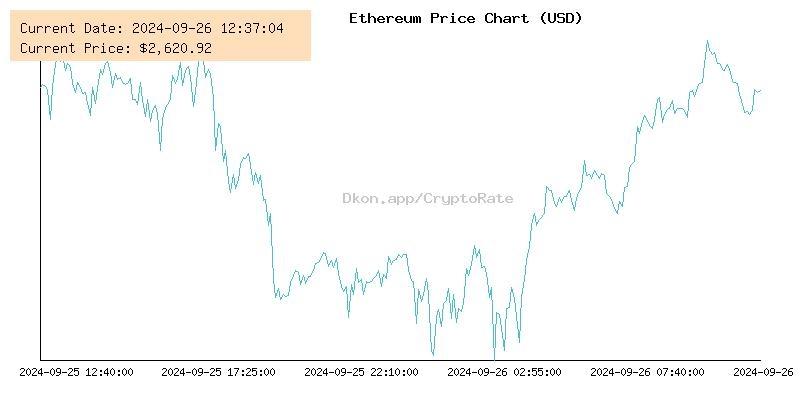 Ethereum Price Chart (USD)
Current Date: 2024-09-26 12:37:04
Current Price: $2,620.92
Dkon.app/CryptoRate
2024-09-25 12:40:00 2024-09-25 17:25:00 2024-09-25 22:10:00 2024-09-26 02:55:00 2024-09-26 07:40:00 2024-09-26